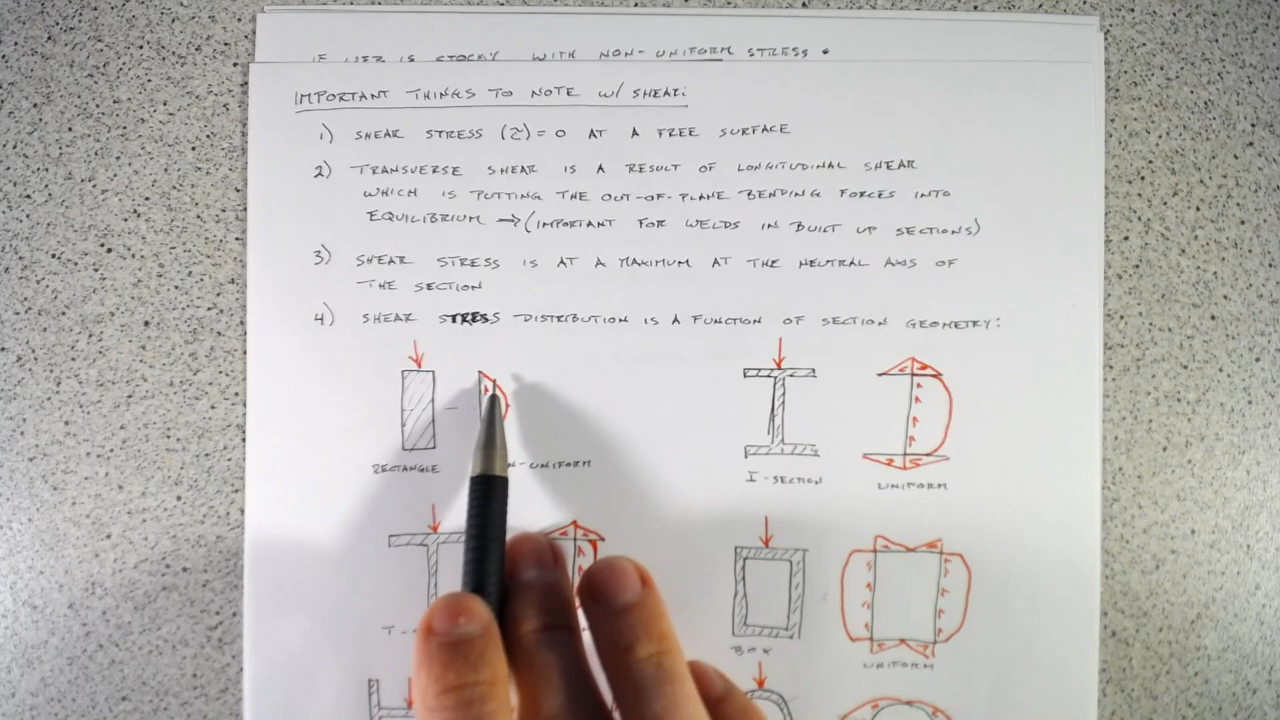 IS STOCKY WITH NON-UNIFORM STRESS
IMPORTANT THINGS TO NOTE W/ SHEAR:
1) SHEAR STRESS (τ) = 0 AT A FREE SURFACE
2) TRANSVERSE SHEAR IS A RESULT OF LONGITUDINAL SHEAR
WHICH IS PUTTING THE OUT-OF-PLANE BENDING FORCES INTO
EQUILIBRIUM → (IMPORTANT FOR WELDS IN BUILT UP SECTIONS)
3) SHEAR STRESS IS AT A MAXIMUM AT THE NEUTRAL AXIS OF
THE SECTION
4) SHEAR STRESS DISTRIBUTION IS A FUNCTION OF SECTION GEOMETRY:
RECTANGLE
N-UNIFORM
I-SECTION
UNIFORM
BOX
UNIFORM